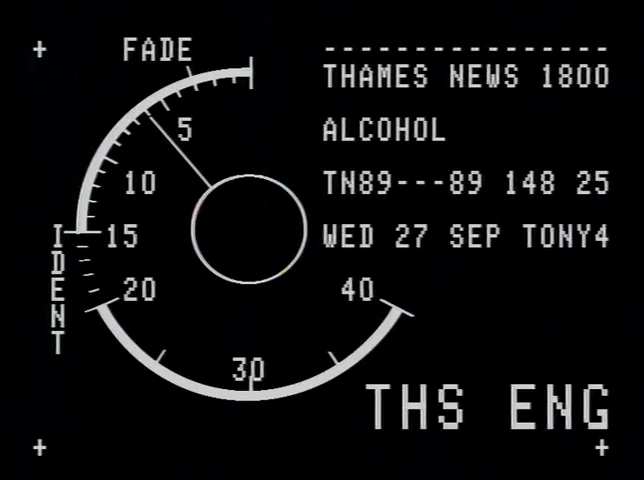 FADE
5
10
15
20
30
40
IDENT
----------------
THAMES NEWS 1800
ALCOHOL
TN89---89 148 25
WED 27 SEP TONY4
THS ENG